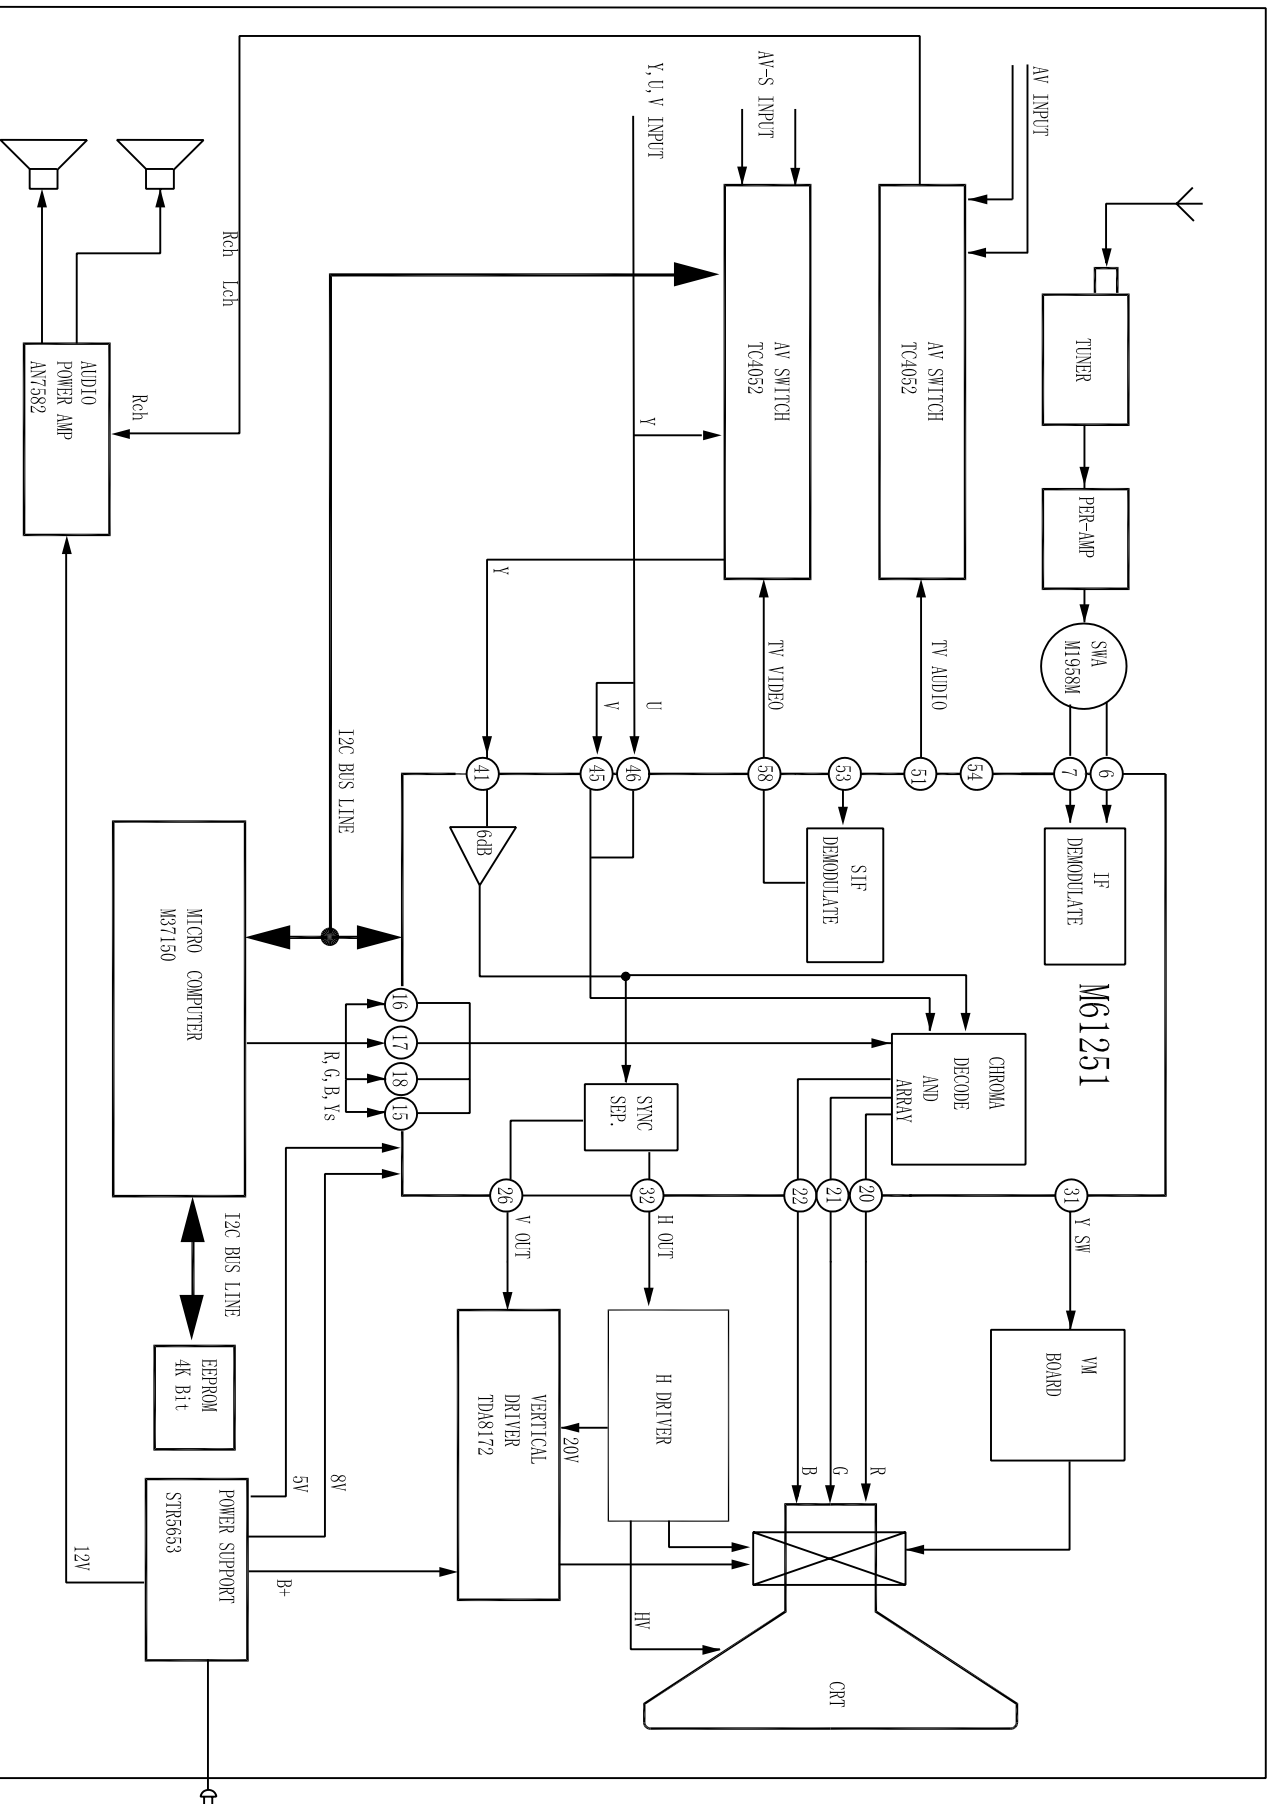 AV INPUT
AV-S INPUT
Y,U,V INPUT
TUNER
PER-AMP
SWA
M1958M
AV SWITCH
TC4052
AV SWITCH
TC4052
Rch Lch
Rch
AUDIO
POWER AMP
AN7582
Y
Y
TV AUDIO
TV VIDEO
U
V
I2C BUS LINE
6
7
54
51
53
58
46
45
41
IF
DEMODULATE
SIF
DEMODULATE
6dB
M61251
CHROMA
DECODE
AND
ARRAY
SYNC
SEP.
MICRO COMPUTER
M37150
16
17
18
15
R,G,B,Ys
31
20
21
22
32
26
Y SW
H OUT
V OUT
I2C BUS LINE
EEPROM
4K Bit
VM
BOARD
H DRIVER
VERTICAL
DRIVER
TDA8172
20V
R
G
B
8V
5V
POWER SUPPORT
STR5653
12V
B+
HV
CRT